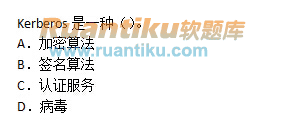 Kerberos 是一种（）。
Ruantiku软题库
A．加密算法
www.ruantiku.com
B．签名算法
C．认证服务
D．病毒